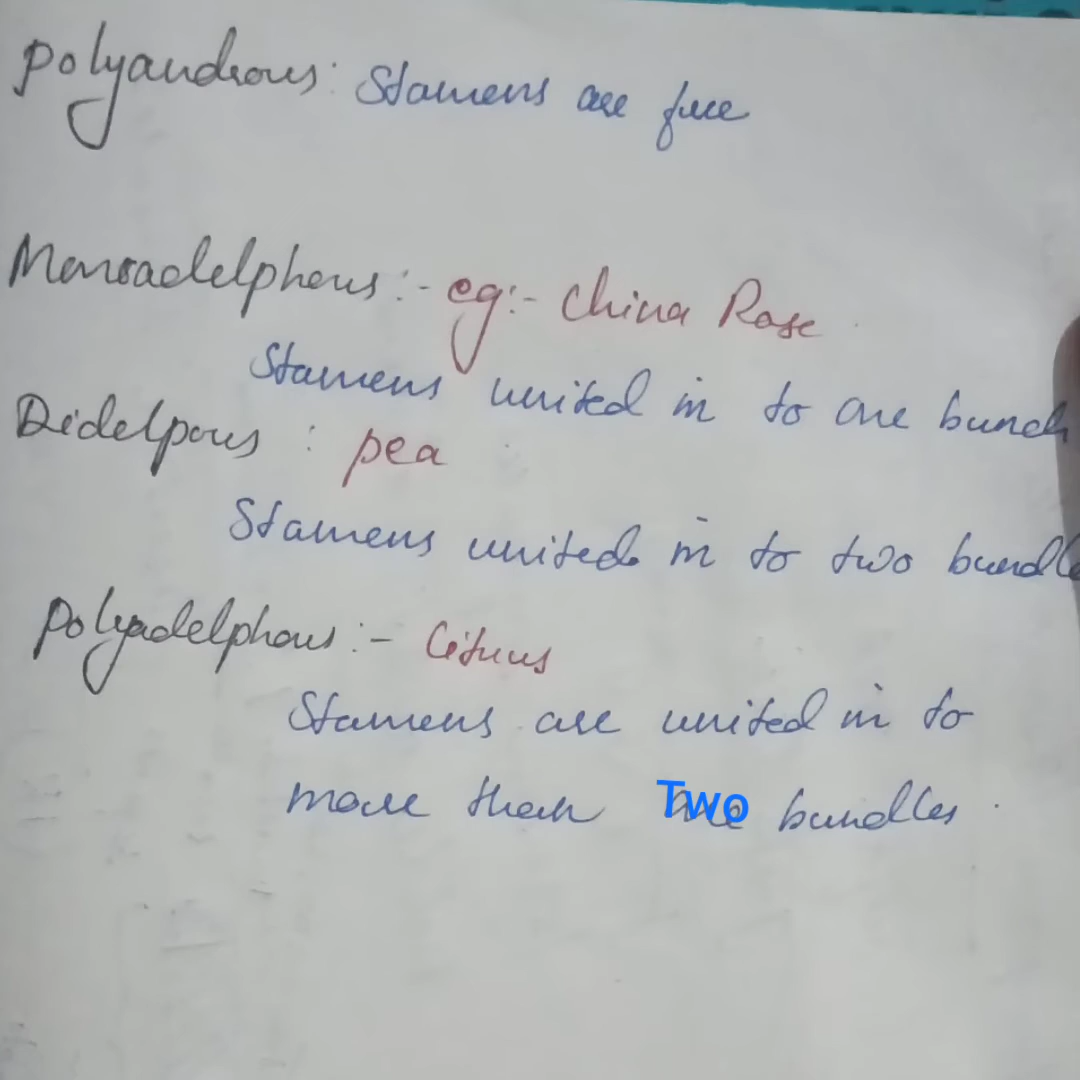 Polyandrous: Stamens are free
Monoadelphous:- eg:- China Rose
Stamens united in to one bunch
Didelpous : pea
Stamens united in to two bundle
Polyadelphous:- Citrus
Stamens are united in to
more than Two bundles.